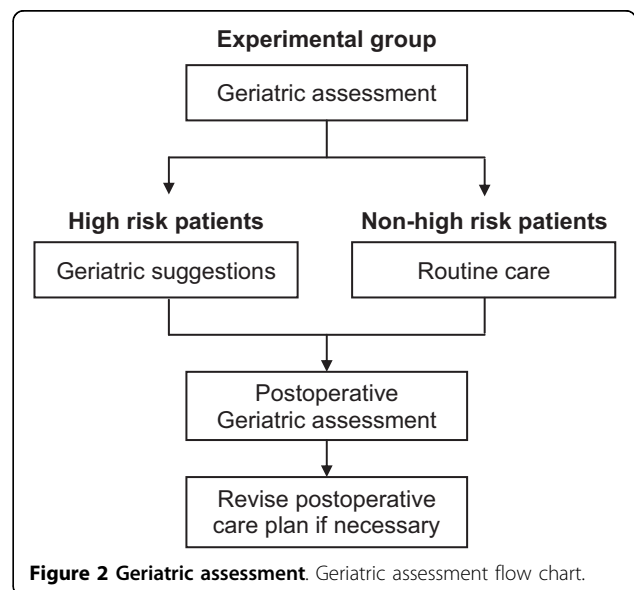 Experimental group
Geriatric assessment
High risk patients
Non-high risk patients
Geriatric suggestions
Routine care
Postoperative
Geriatric assessment
Revise postoperative
care plan if necessary
Figure 2 Geriatric assessment. Geriatric assessment flow chart.